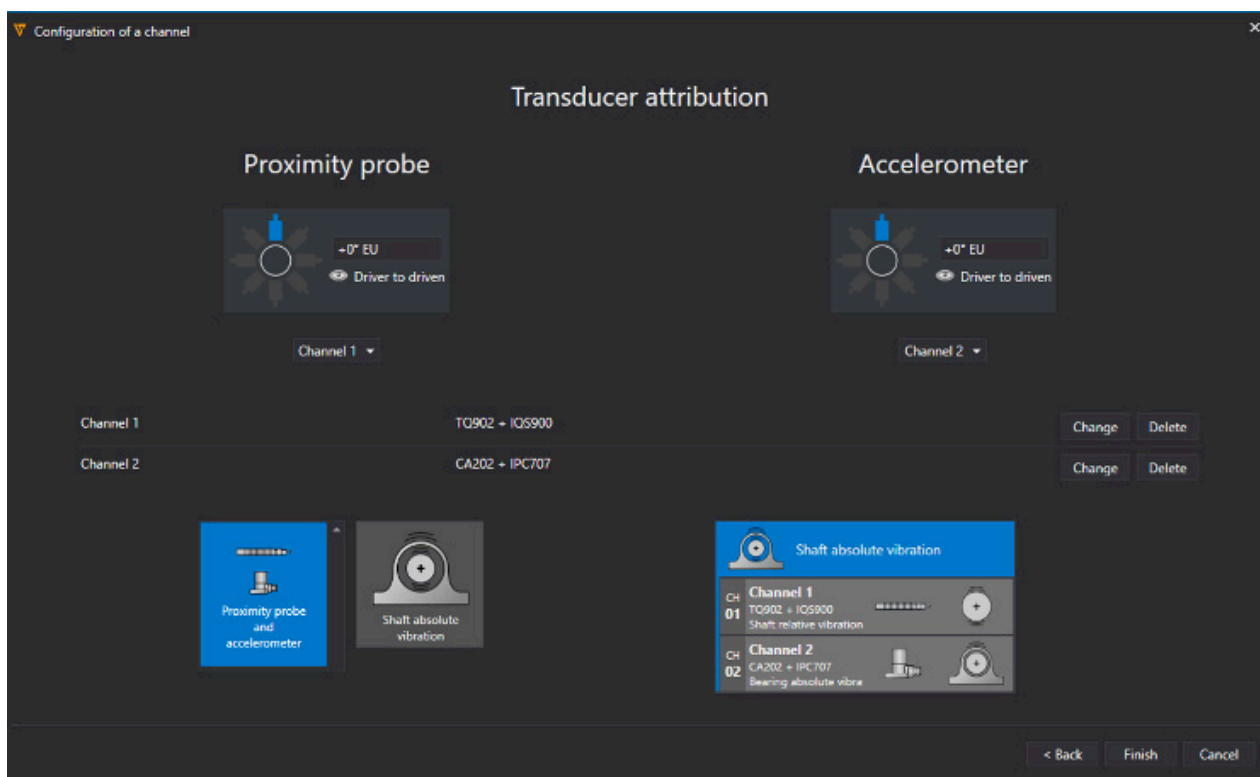 Configuration of a channel
Transducer attribution
Proximity probe
Accelerometer
+0° EU
Driver to driven
+0° EU
Driver to driven
Channel 1
Channel 2
Channel 1 TQ902 + IQS900 Change Delete
Channel 2 CA202 + IPC707 Change Delete
Proximity probe
and
accelerometer
Shaft absolute
vibration
Shaft absolute vibration
CH
01
Channel 1
TQ902 + IQS900
Shaft relative vibration
CH
02
Channel 2
CA202 + IPC707
Bearing absolute vibra
< Back Finish Cancel